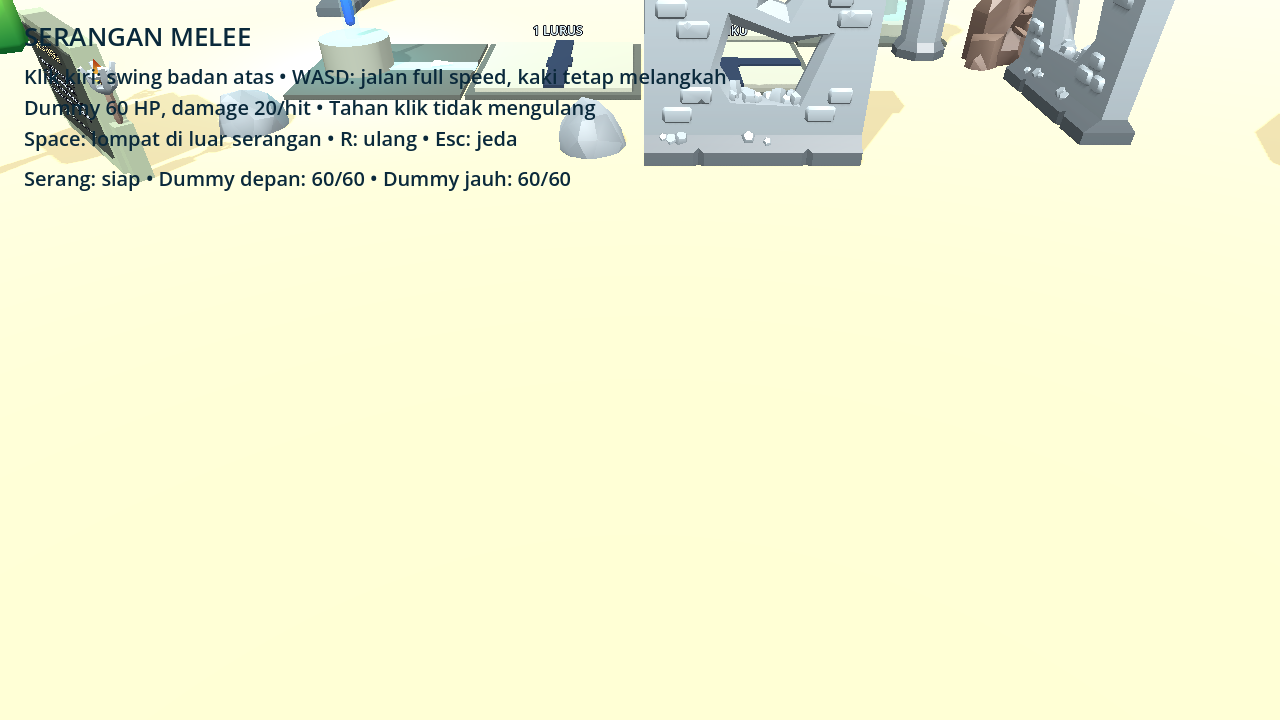 SERANGAN MELEE
1 LURUS
KU
Klik kiri: swing badan atas • WASD: jalan full speed, kaki tetap melangkah
Dummy 60 HP, damage 20/hit • Tahan klik tidak mengulang
Space: lompat di luar serangan • R: ulang • Esc: jeda
Serang: siap • Dummy depan: 60/60 • Dummy jauh: 60/60